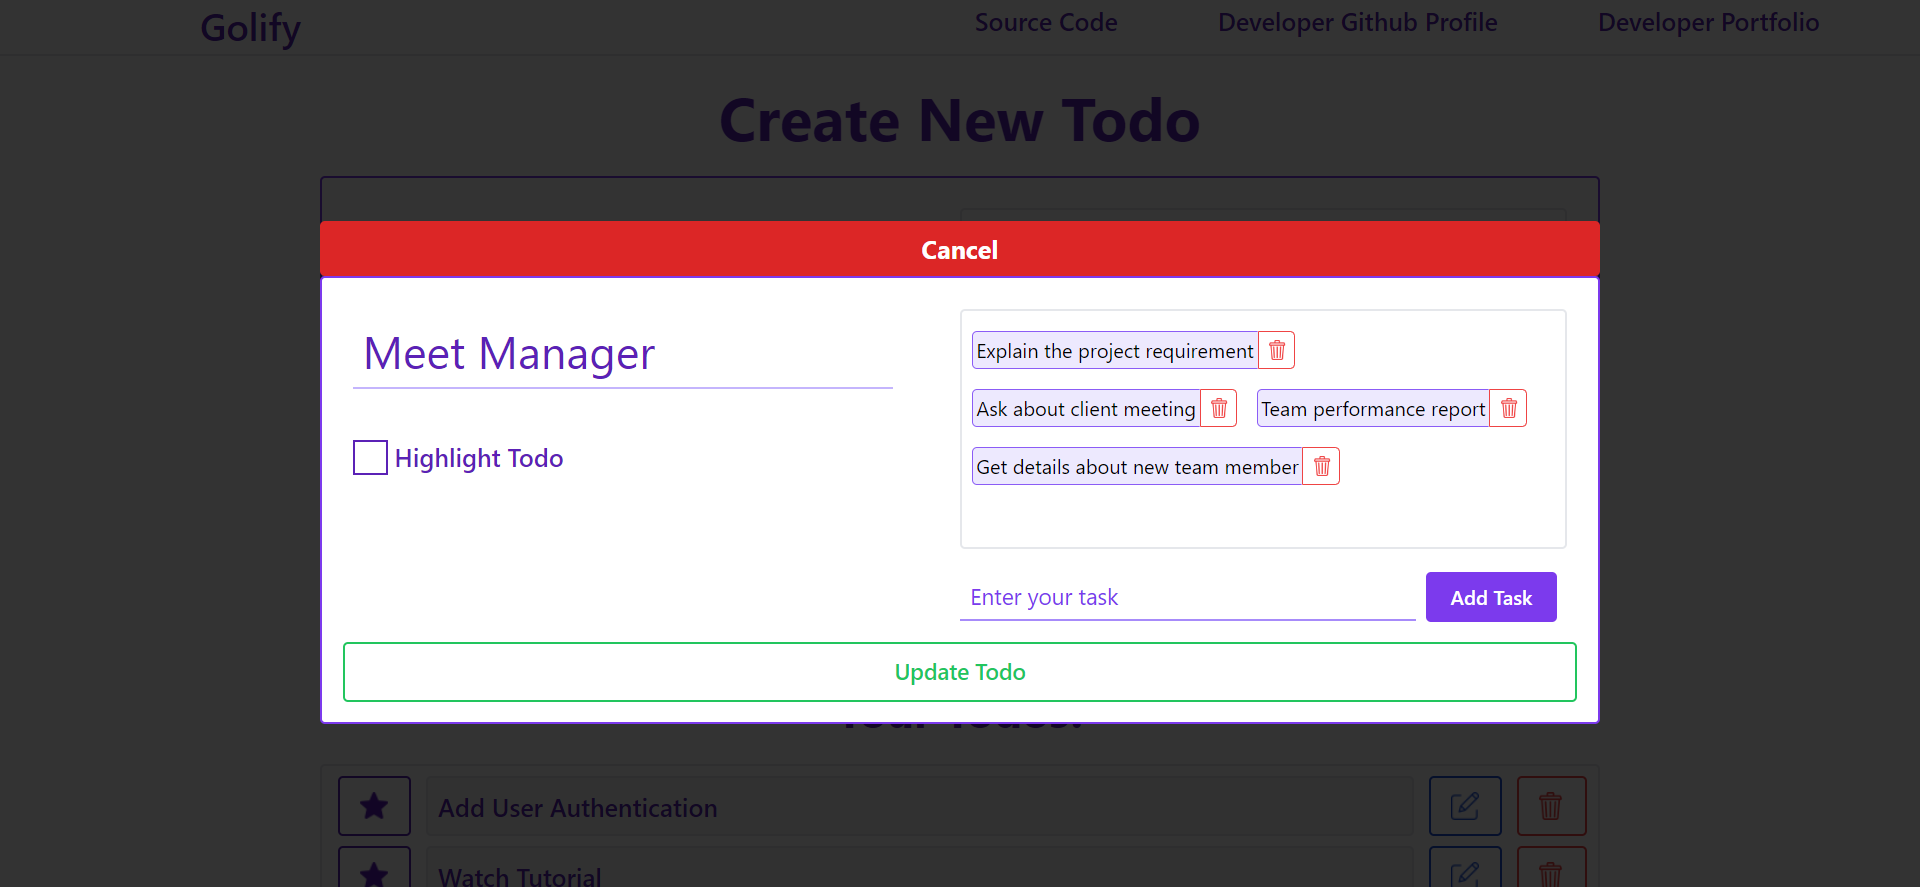 Golify
Source Code
Developer Github Profile
Developer Portfolio
Create New Todo
Cancel
Meet Manager
Highlight Todo
Explain the project requirement
Ask about client meeting
Team performance report
Get details about new team member
Enter your task
Add Task
Update Todo
Your Todos:
Add User Authentication
Watch Tutorial